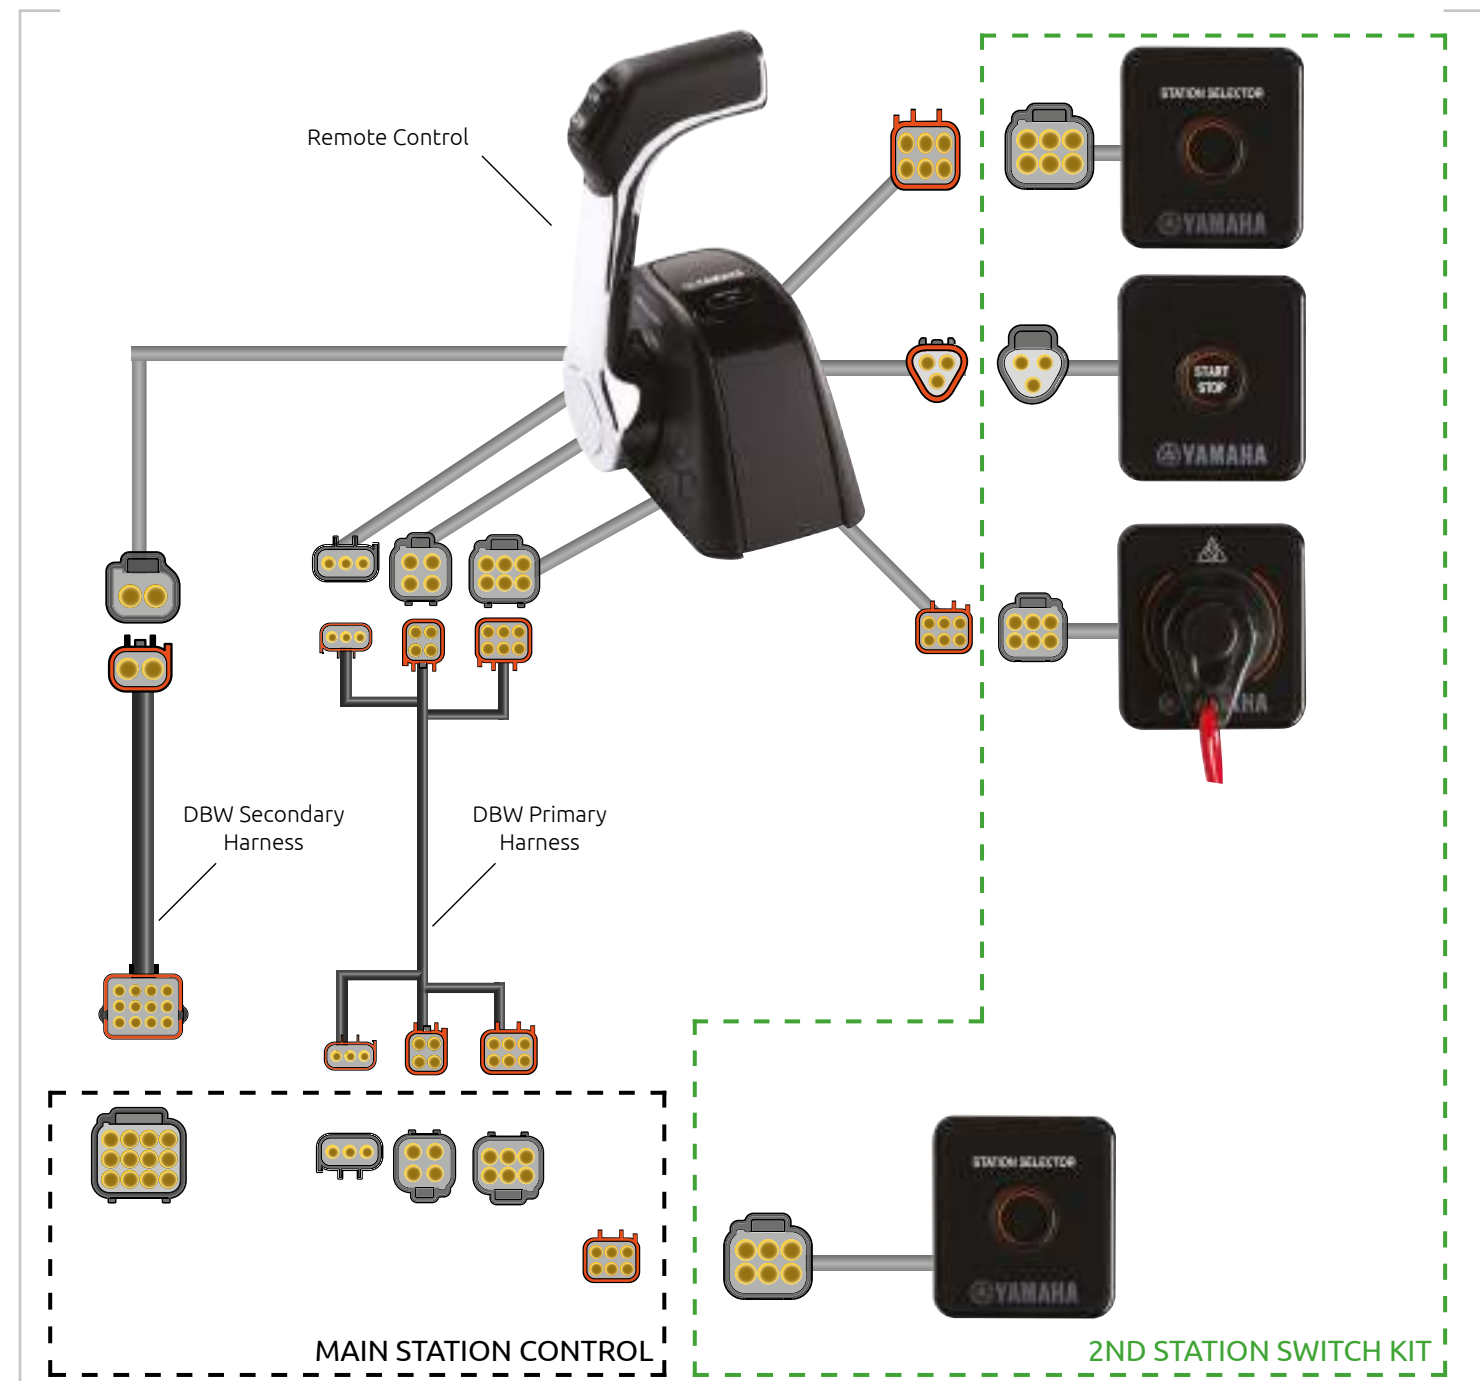 STATION SELECTOR
Remote Control
YAMAHA
START
STOP
YAMAHA
DBW Secondary
Harness
DBW Primary
Harness
STATION SELECTOR
YAMAHA
MAIN STATION CONTROL
2ND STATION SWITCH KIT